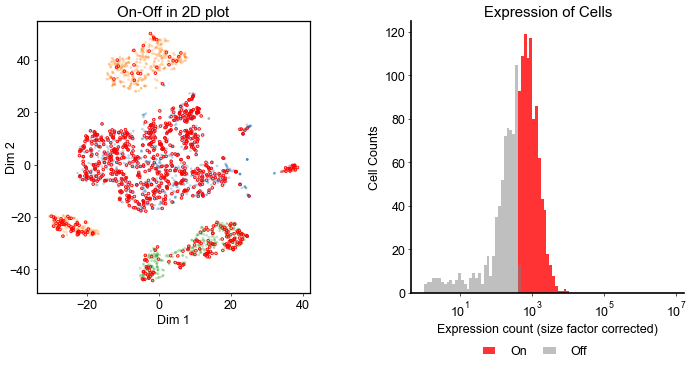 On-Off in 2D plot
Dim 2
40
20
0
−20
−40
−20 0 20 40
Dim 1
Expression of Cells
Cell Counts
120
100
80
60
40
20
0
10^1 10^3 10^5 10^7
Expression count (size factor corrected)
On Off